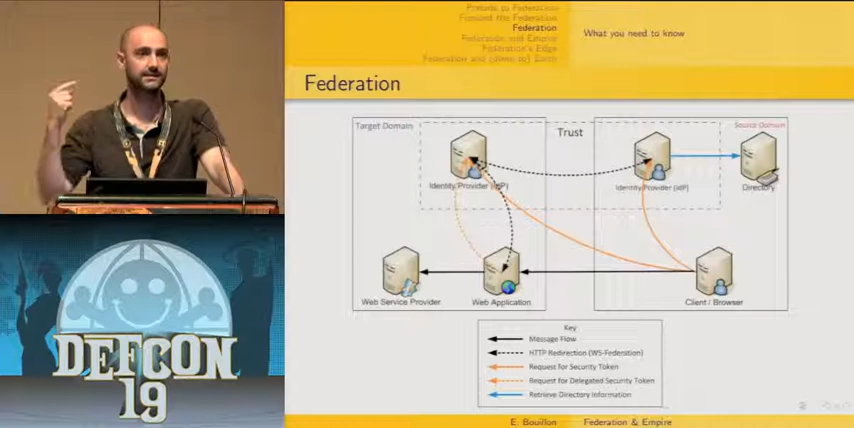 Prelude to Federation
Foround the Federation
Federation
Federation and Empire
Federation's Edge
Federation and (down to) Earth
What you need to know
Federation
Target Domain
Trust
Source Domain
Identity Provider (IdP)
Identity Provider (IdP)
Directory
Web Service Provider
Web Application
Client / Browser
Key
Message Flow
HTTP Redirection (WS-Federation)
Request for Security Token
Request for Delegated Security Token
Retrieve Directory Information
E. Bouillon
Federation & Empire
DEFCON
19